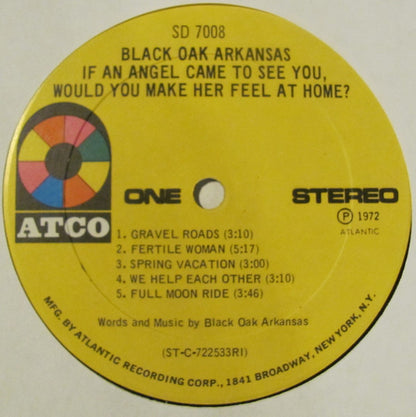 SD 7008
BLACK OAK ARKANSAS
IF AN ANGEL CAME TO SEE YOU,
WOULD YOU MAKE HER FEEL AT HOME?
ATCO
ONE
STEREO
Ⓟ 1972
ATLANTIC
1. GRAVEL ROADS (3:10)
2. FERTILE WOMAN (5:17)
3. SPRING VACATION (3:00)
4. WE HELP EACH OTHER (3:10)
5. FULL MOON RIDE (3:46)
Words and Music by Black Oak Arkansas
(ST-C-722533RI)
MFG. BY ATLANTIC RECORDING CORP., 1841 BROADWAY, NEW YORK, N.Y.